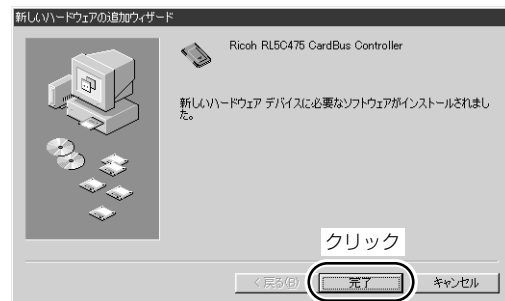 新しいハードウェアの追加ウィザード
Ricoh RL5C475 CardBus Controller
新しいハードウェア デバイスに必要なソフトウェアがインストールされまし
た。
クリック
< 戻る(B) 完了 キャンセル